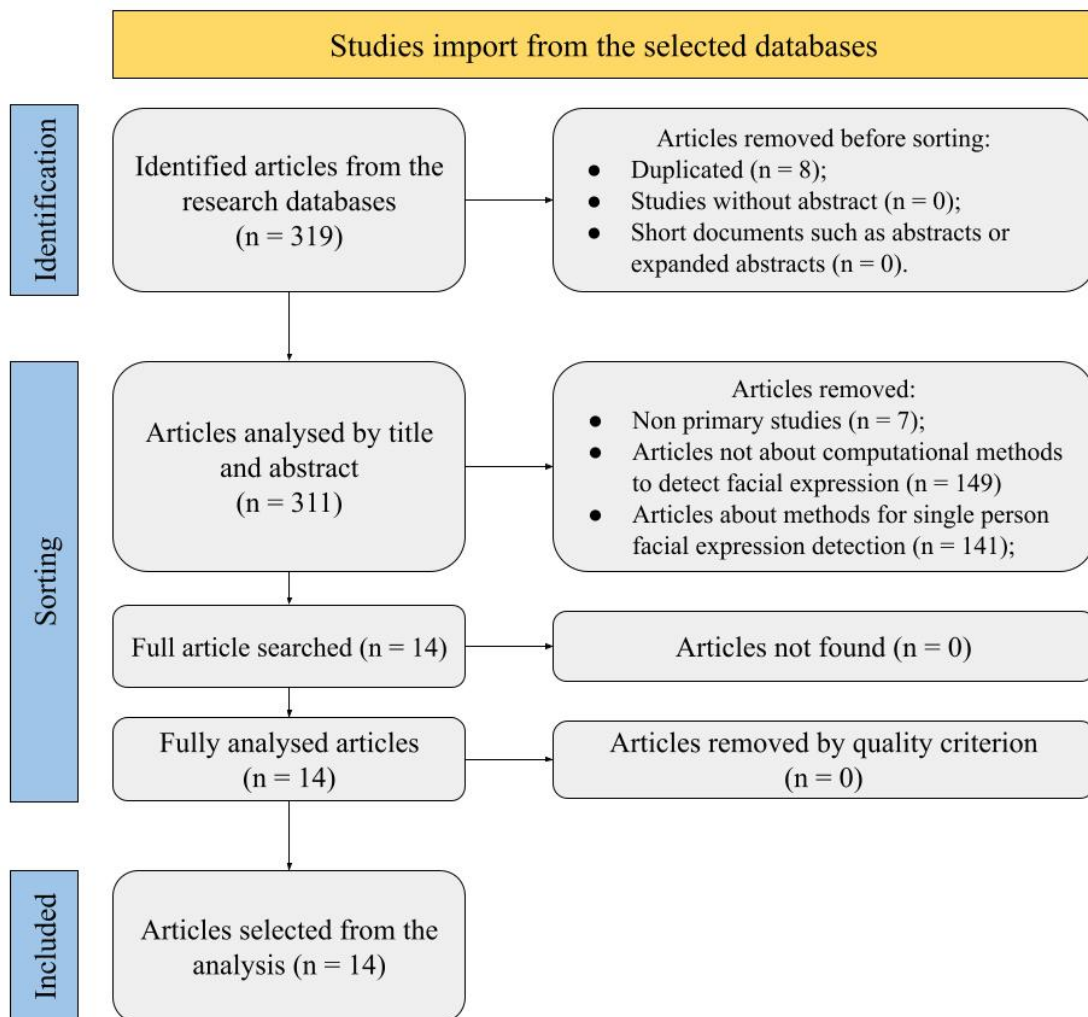 Studies import from the selected databases
Identification
Identified articles from the
research databases
(n = 319)
Articles removed before sorting:
● Duplicated (n = 8);
● Studies without abstract (n = 0);
● Short documents such as abstracts or
expanded abstracts (n = 0).
Sorting
Articles analysed by title
and abstract
(n = 311)
Articles removed:
● Non primary studies (n = 7);
● Articles not about computational methods
to detect facial expression (n = 149)
● Articles about methods for single person
facial expression detection (n = 141);
Full article searched (n = 14)
Articles not found (n = 0)
Fully analysed articles
(n = 14)
Articles removed by quality criterion
(n = 0)
Included
Articles selected from the
analysis (n = 14)